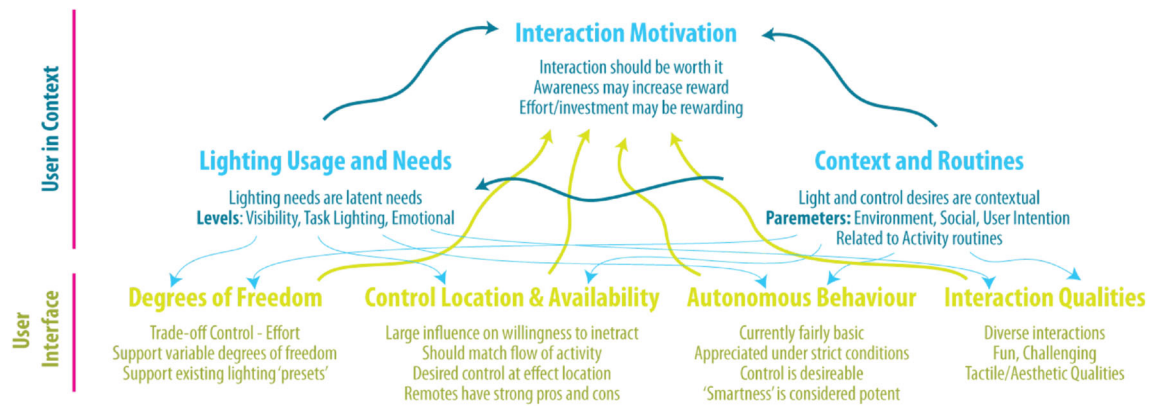 User in Context
Interaction Motivation
Interaction should be worth it
Awareness may increase reward
Effort/investment may be rewarding
Lighting Usage and Needs
Lighting needs are latent needs
Levels: Visibility, Task Lighting, Emotional
Context and Routines
Light and control desires are contextual
Paremeters: Environment, Social, User Intention
Related to Activity routines
User
Interface
Degrees of Freedom
Trade-off Control - Effort
Support variable degrees of freedom
Support existing lighting 'presets'
Control Location & Availability
Large influence on willingness to inetract
Should match flow of activity
Desired control at effect location
Remotes have strong pros and cons
Autonomous Behaviour
Currently fairly basic
Appreciated under strict conditions
Control is desireable
'Smartness' is considered potent
Interaction Qualities
Diverse interactions
Fun, Challenging
Tactile/Aesthetic Qualities